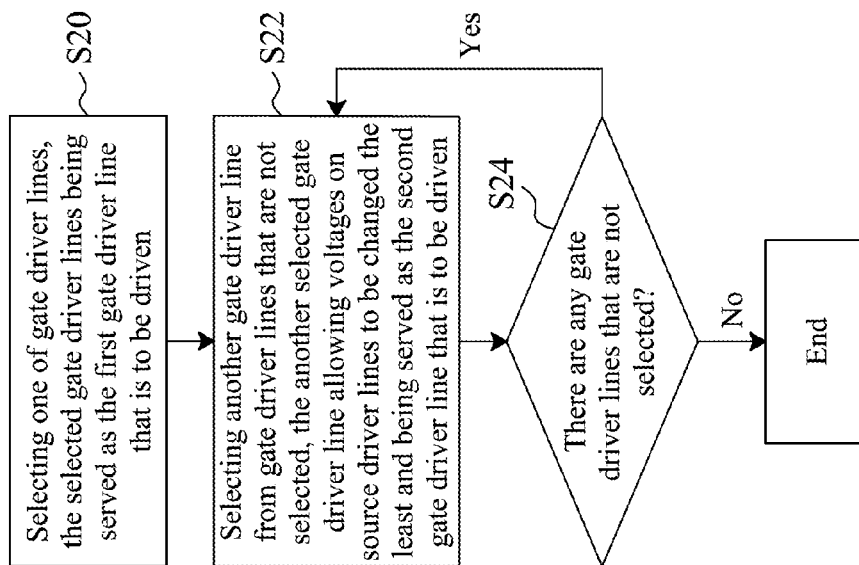 S20
Selecting one of gate driver lines,
the selected gate driver lines being
served as the first gate driver line
that is to be driven
S22
Selecting another gate driver line
from gate driver lines that are not
selected, the another selected gate
driver line allowing voltages on
source driver lines to be changed the
least and being served as the second
gate driver line that is to be driven
Yes
S24
There are any gate
driver lines that are not
selected?
No
End